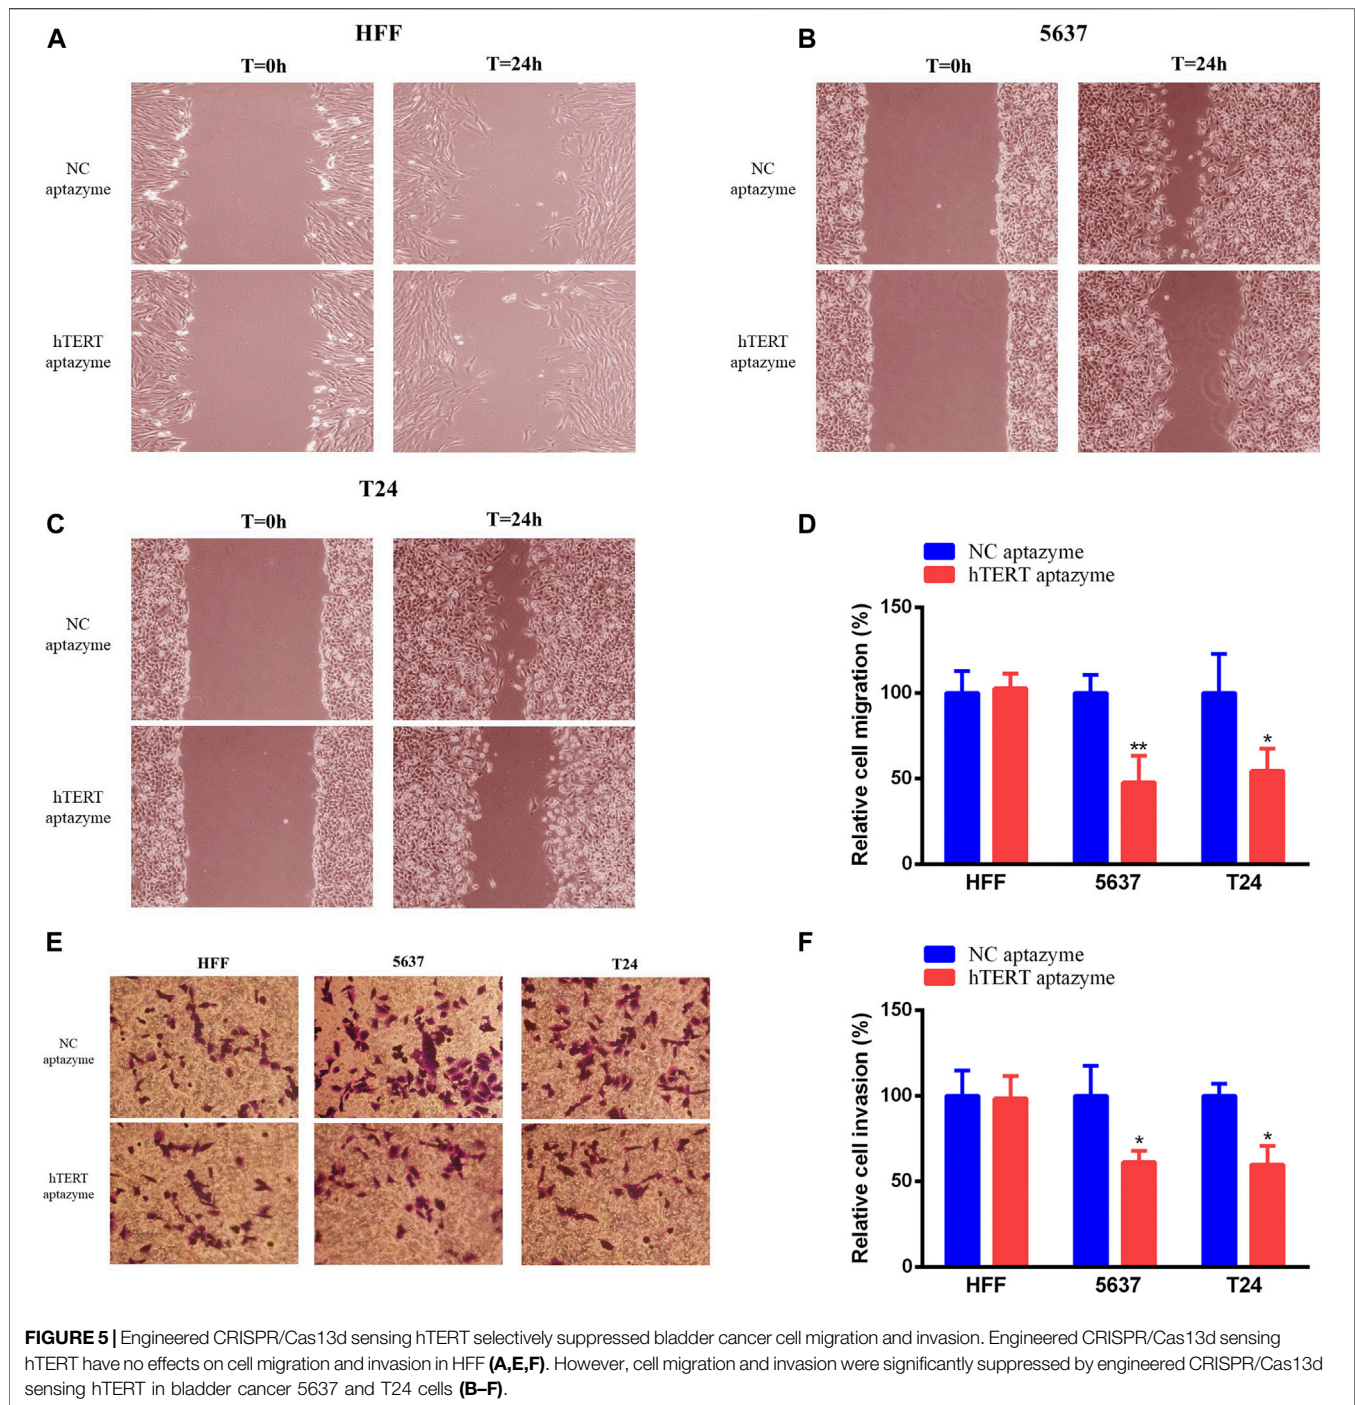 A
HFF
T=0h
T=24h
NC
aptazyme
hTERT
aptazyme
B
5637
T=0h
T=24h
NC
aptazyme
hTERT
aptazyme
C
T24
T=0h
T=24h
NC
aptazyme
hTERT
aptazyme
D
NC aptazyme
hTERT aptazyme
Relative cell migration (%)
150
100
50
0
**
*
HFF
5637
T24
E
HFF
5637
T24
NC
aptazyme
hTERT
aptazyme
F
NC aptazyme
hTERT aptazyme
Relative cell invasion (%)
150
100
50
0
*
*
HFF
5637
T24
FIGURE 5 | Engineered CRISPR/Cas13d sensing hTERT selectively suppressed bladder cancer cell migration and invasion. Engineered CRISPR/Cas13d sensing
hTERT have no effects on cell migration and invasion in HFF (A,E,F). However, cell migration and invasion were significantly suppressed by engineered CRISPR/Cas13d
sensing hTERT in bladder cancer 5637 and T24 cells (B–F).